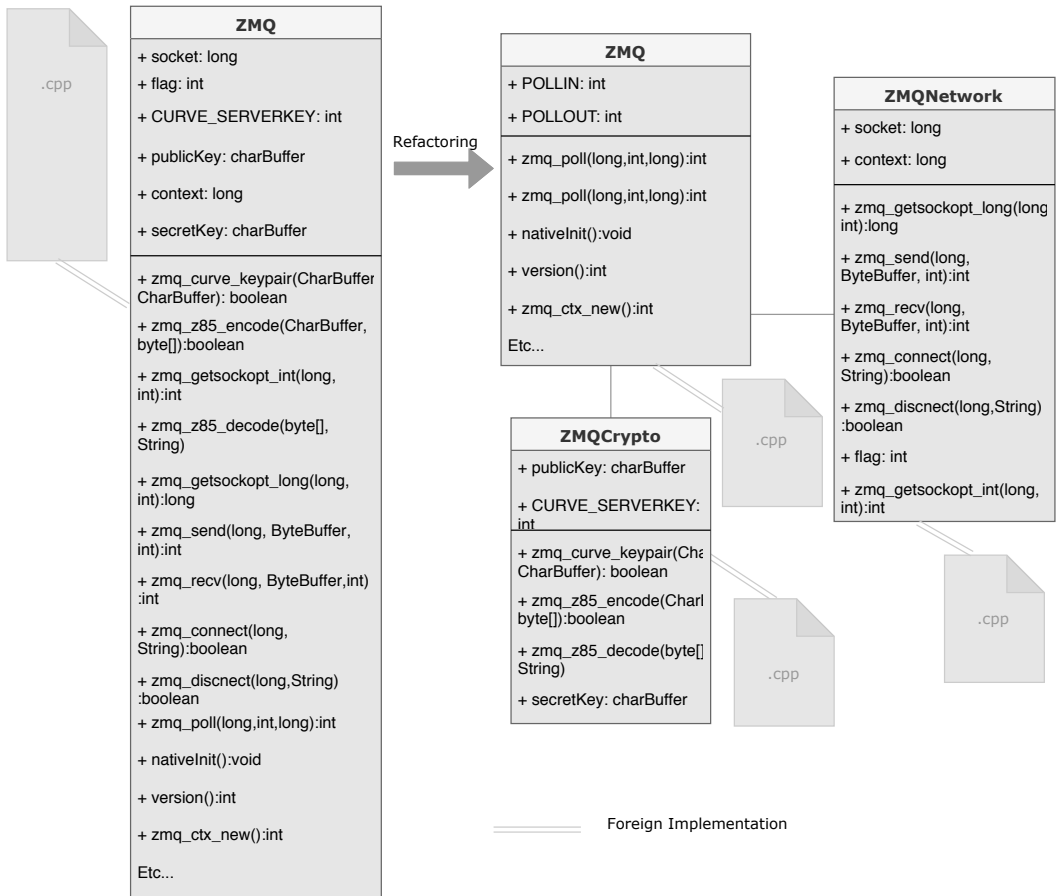 .cpp
ZMQ
+ socket: long
+ flag: int
+ CURVE_SERVERKEY: int
+ publicKey: charBuffer
+ context: long
+ secretKey: charBuffer
+ zmq_curve_keypair(CharBuffer
CharBuffer): boolean
+ zmq_z85_encode(CharBuffer,
byte[]):boolean
+ zmq_getsockopt_int(long,
int):int
+ zmq_z85_decode(byte[],
String)
+ zmq_getsockopt_long(long,
int):long
+ zmq_send(long, ByteBuffer,
int):int
+ zmq_recv(long, ByteBuffer,int)
:int
+ zmq_connect(long,
String):boolean
+ zmq_discnect(long,String)
:boolean
+ zmq_poll(long,int,long):int
+ nativeInit():void
+ version():int
+ zmq_ctx_new():int
Etc...
Refactoring
ZMQ
+ POLLIN: int
+ POLLOUT: int
+ zmq_poll(long,int,long):int
+ zmq_poll(long,int,long):int
+ nativeInit():void
+ version():int
+ zmq_ctx_new():int
Etc...
.cpp
ZMQCrypto
+ publicKey: charBuffer
+ CURVE_SERVERKEY:
int
+ zmq_curve_keypair(Cha
CharBuffer): boolean
+ zmq_z85_encode(Char
byte[]):boolean
+ zmq_z85_decode(byte[]
String)
+ secretKey: charBuffer
.cpp
ZMQNetwork
+ socket: long
+ context: long
+ zmq_getsockopt_long(long
int):long
+ zmq_send(long,
ByteBuffer, int):int
+ zmq_recv(long,
ByteBuffer, int):int
+ zmq_connect(long,
String):boolean
+ zmq_discnect(long,String)
:boolean
+ flag: int
+ zmq_getsockopt_int(long,
int):int
.cpp
Foreign Implementation